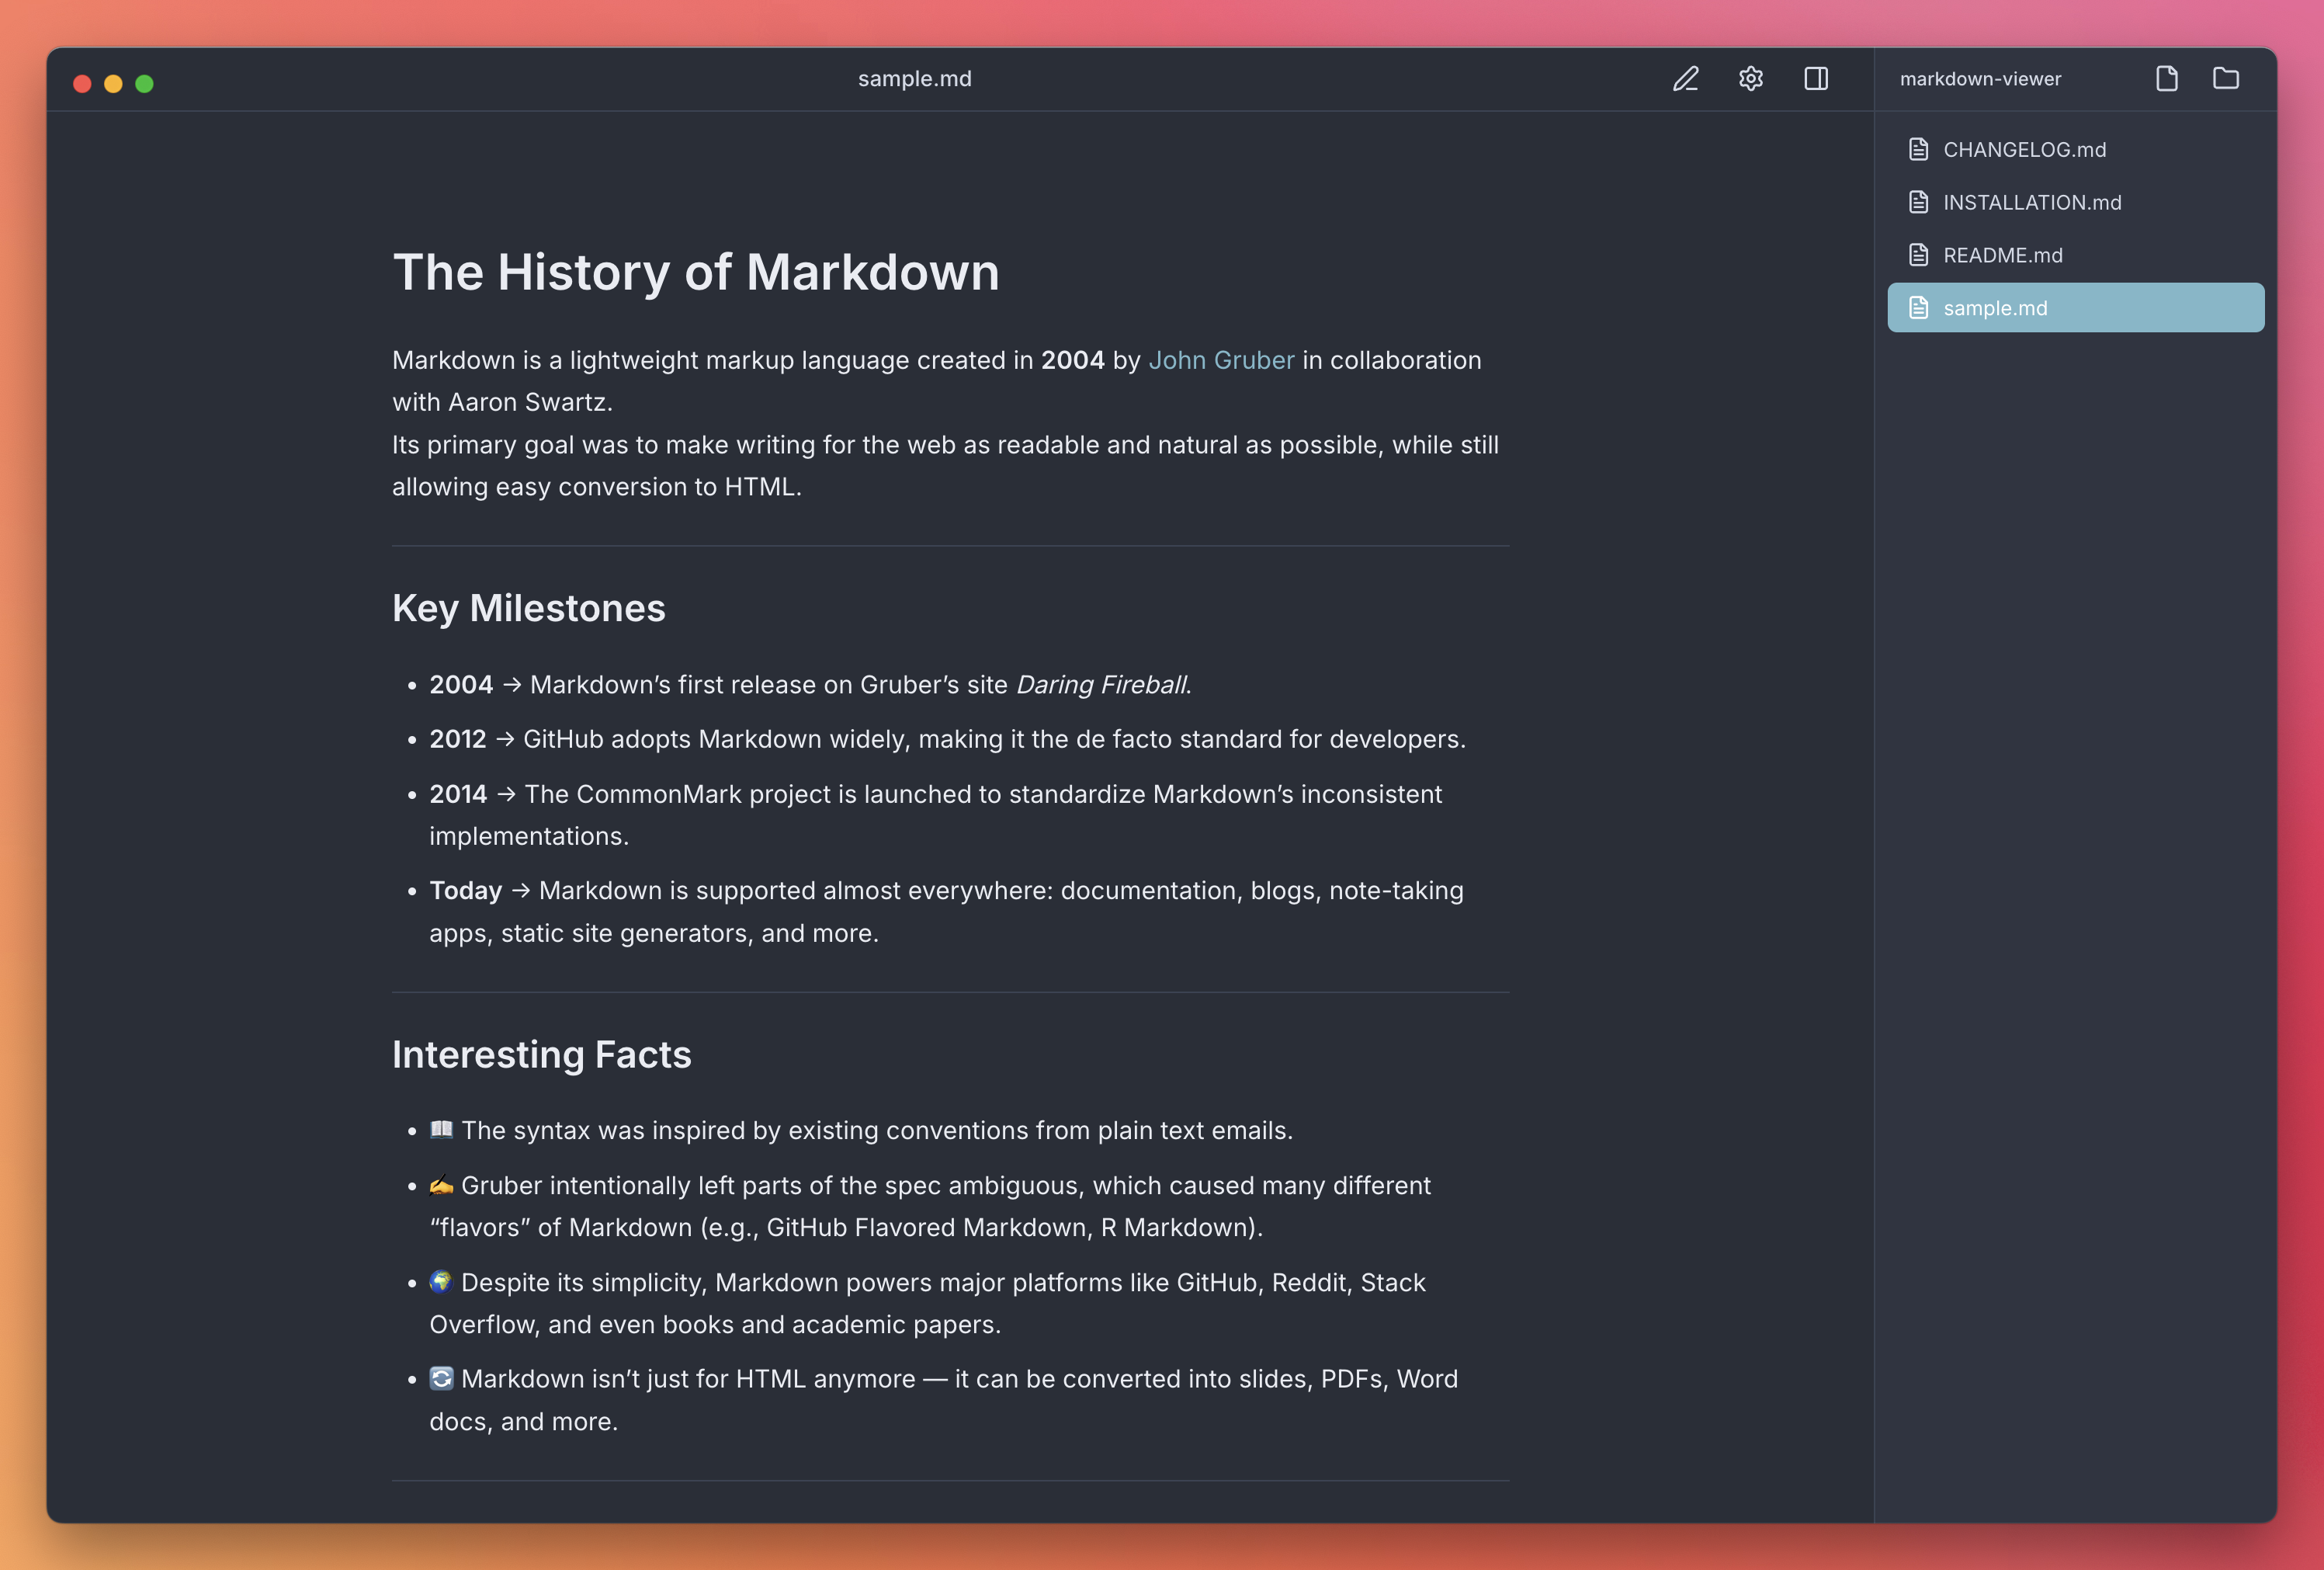 sample.md
markdown-viewer
CHANGELOG.md
INSTALLATION.md
README.md
sample.md
The History of Markdown
Markdown is a lightweight markup language created in 2004 by John Gruber in collaboration
with Aaron Swartz.
Its primary goal was to make writing for the web as readable and natural as possible, while still
allowing easy conversion to HTML.
Key Milestones
• 2004 → Markdown’s first release on Gruber’s site Daring Fireball.
• 2012 → GitHub adopts Markdown widely, making it the de facto standard for developers.
• 2014 → The CommonMark project is launched to standardize Markdown’s inconsistent
implementations.
• Today → Markdown is supported almost everywhere: documentation, blogs, note-taking
apps, static site generators, and more.
Interesting Facts
• 📖 The syntax was inspired by existing conventions from plain text emails.
• ✍️ Gruber intentionally left parts of the spec ambiguous, which caused many different
“flavors” of Markdown (e.g., GitHub Flavored Markdown, R Markdown).
• 🌍 Despite its simplicity, Markdown powers major platforms like GitHub, Reddit, Stack
Overflow, and even books and academic papers.
• 🔄 Markdown isn’t just for HTML anymore — it can be converted into slides, PDFs, Word
docs, and more.